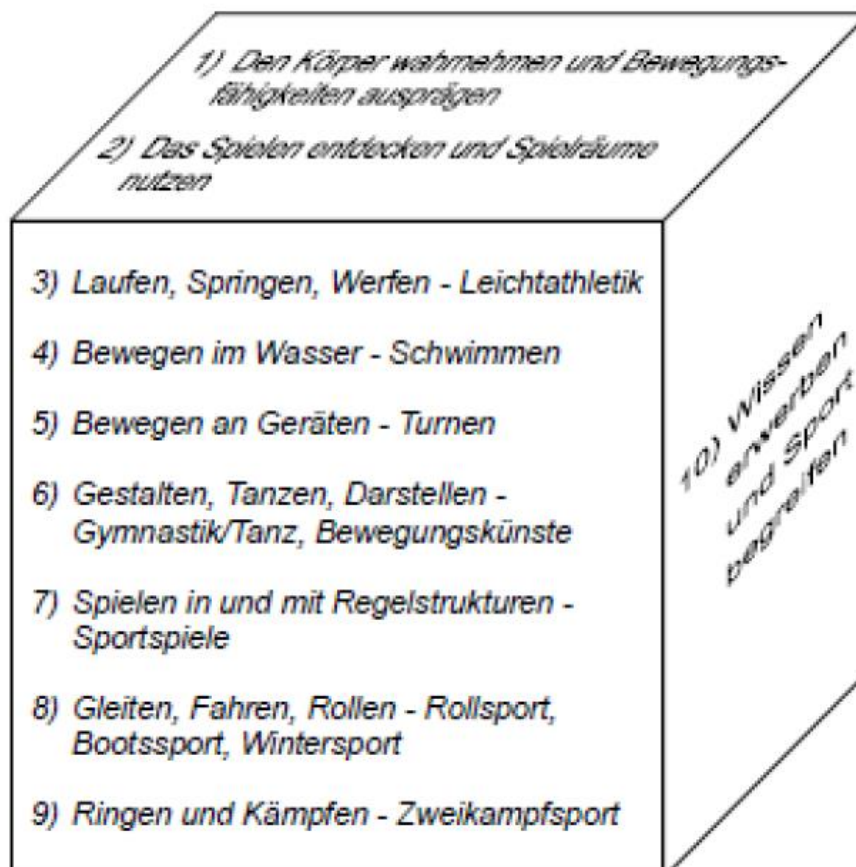 1) Den Körper wahrnehmen und Bewegungs-
fähigkeiten ausprägen
2) Das Spielen entdecken und Spielräume
nutzen
3) Laufen, Springen, Werfen - Leichtathletik
4) Bewegen im Wasser - Schwimmen
5) Bewegen an Geräten - Turnen
6) Gestalten, Tanzen, Darstellen -
Gymnastik/Tanz, Bewegungskünste
7) Spielen in und mit Regelstrukturen -
Sportspiele
8) Gleiten, Fahren, Rollen - Rollsport,
Bootssport, Wintersport
9) Ringen und Kämpfen - Zweikampfsport
10) Wissen
erwerben
und Sport
begreifen